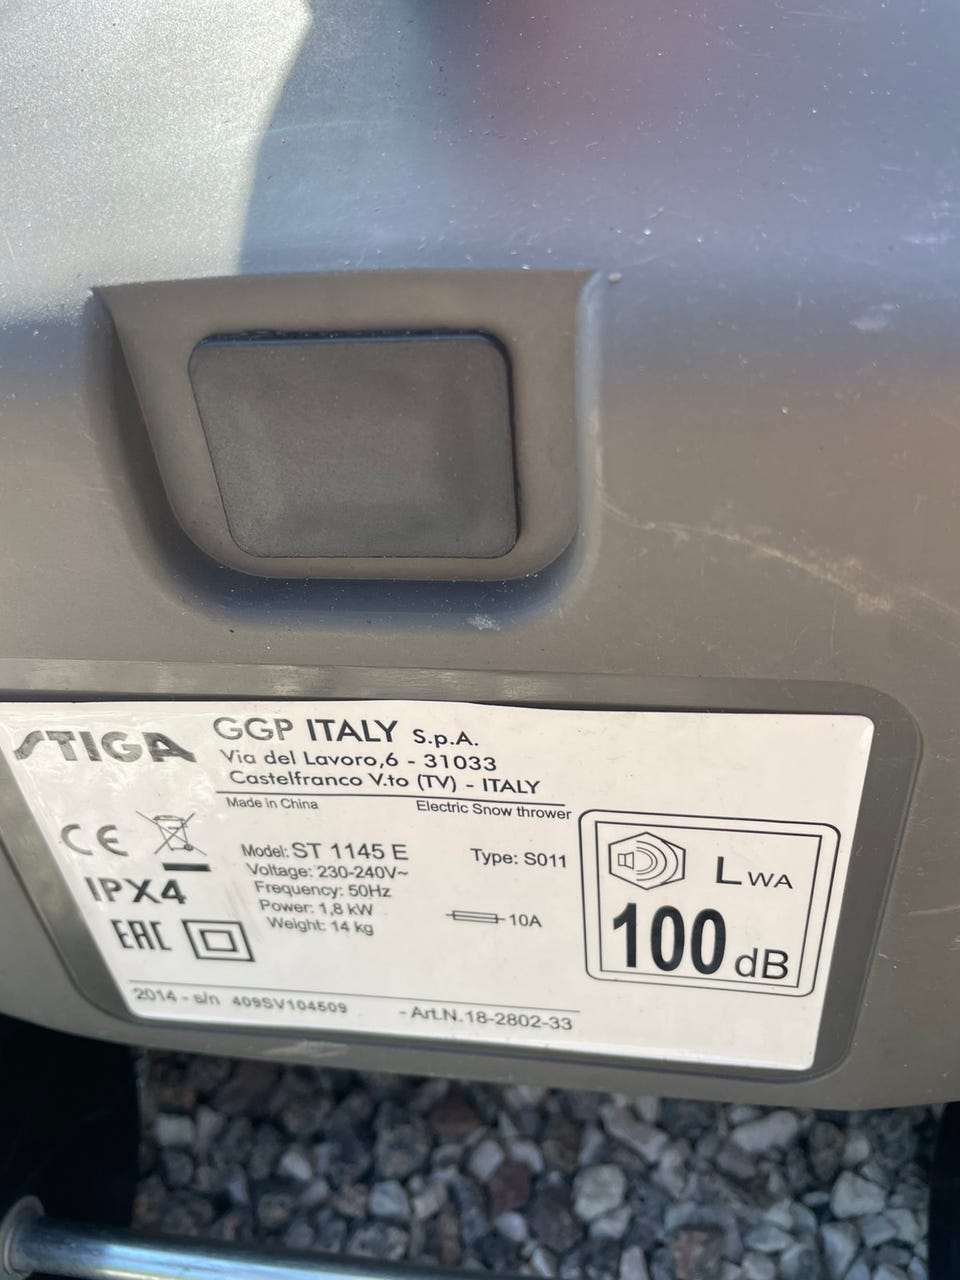 STIGA
GGP ITALY S.p.A.
Via del Lavoro,6 - 31033
Castelfranco V.to (TV) - ITALY
Made in China
Electric Snow thrower
CE
IPX4
EAC
Model: ST 1145 E
Type: S011
Voltage: 230-240V~
Frequency: 50Hz
Power: 1,8 kW
Weight: 14 kg
10A
LWA
100 dB
2014 - s/n 409SV104509 - Art.N.18-2802-33